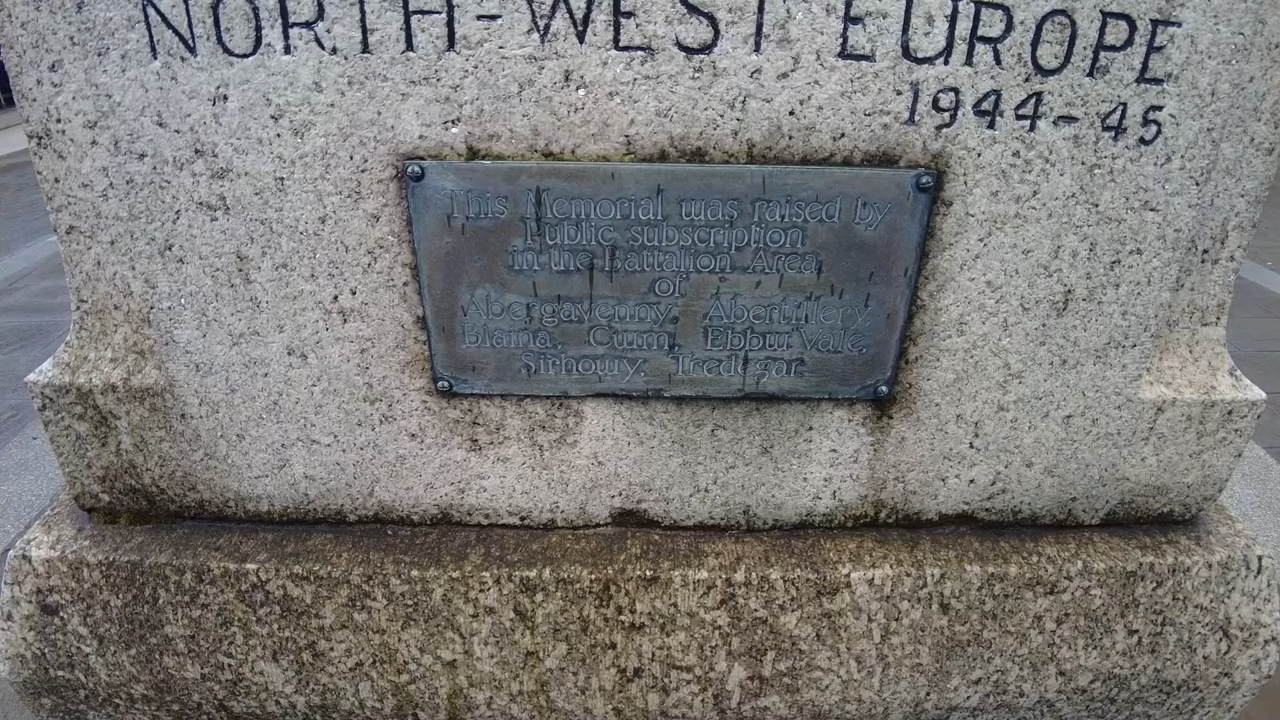 NORTH-WEST EUROPE
1944-45
This Memorial was raised by
Public subscription
in the Battalion Area
of
Abergavenny, Abertillery,
Blaina, Cwm, Ebbw Vale,
Sirhowy, Tredegar.